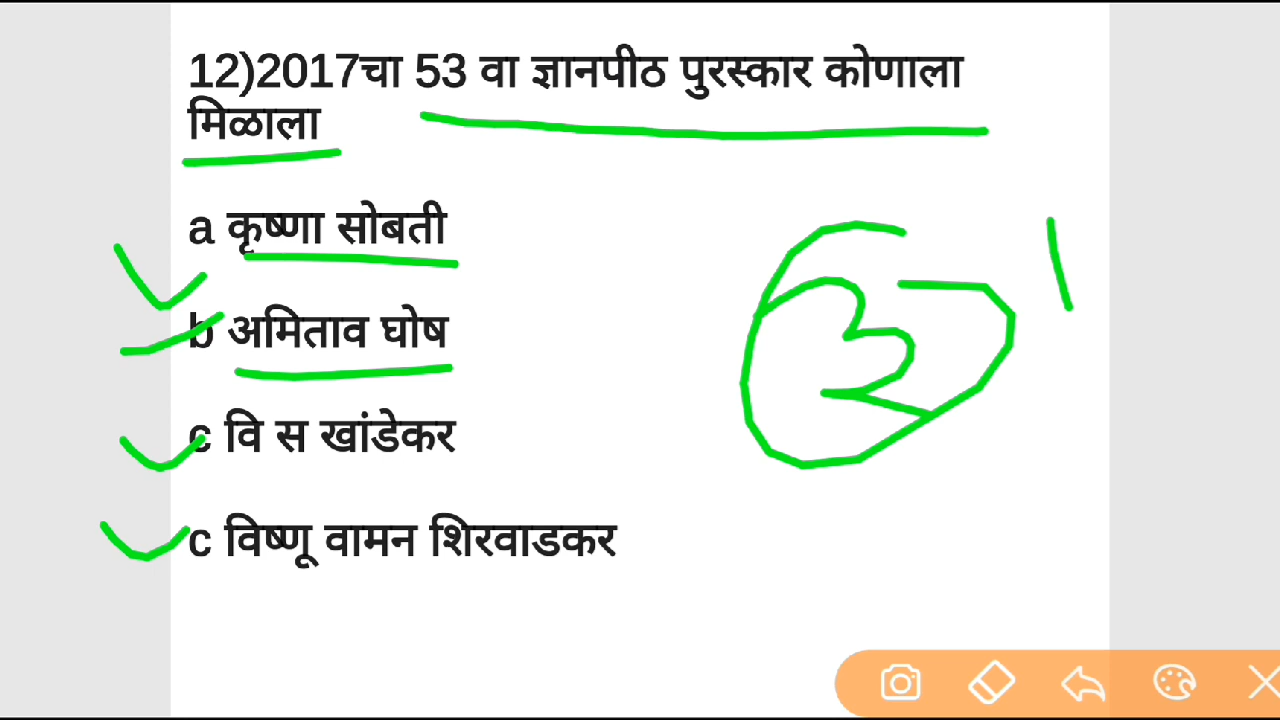 12)2017चा 53 वा ज्ञानपीठ पुरस्कार कोणाला
मिळाला
a कृष्णा सोबती
b अमिताव घोष
c वि स खांडेकर
c विष्णू वामन शिरवाडकर